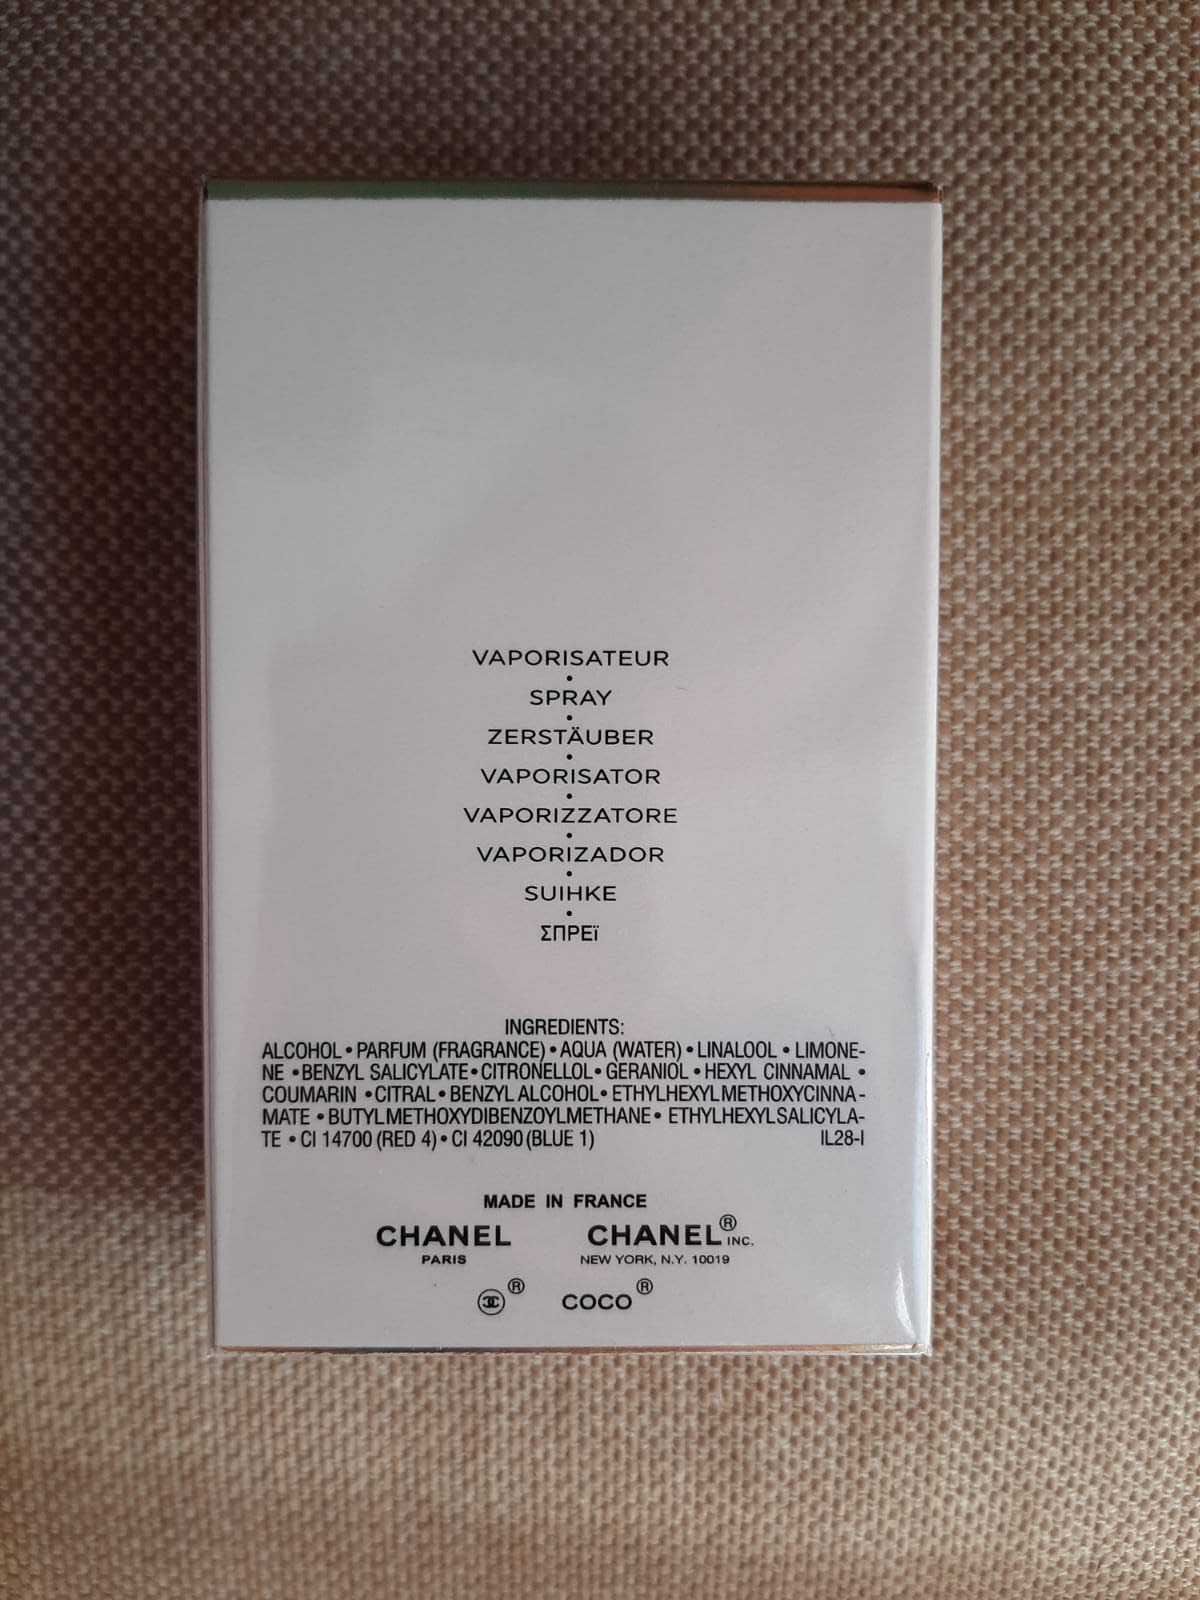 VAPORISATEUR
•
SPRAY
•
ZERSTÄUBER
•
VAPORISATOR
•
VAPORIZZATORE
•
VAPORIZADOR
•
SUIHKE
•
ΣΠΡΕϊ
INGREDIENTS:
ALCOHOL • PARFUM (FRAGRANCE) • AQUA (WATER) • LINALOOL • LIMONE-
NE • BENZYL SALICYLATE • CITRONELLOL • GERANIOL • HEXYL CINNAMAL •
COUMARIN • CITRAL • BENZYL ALCOHOL • ETHYLHEXYL METHOXYCINNA-
MATE • BUTYL METHOXYDIBENZOYLMETHANE • ETHYLHEXYL SALICYLA-
TE • CI 14700 (RED 4) • CI 42090 (BLUE 1) IL28-I
MADE IN FRANCE
CHANEL CHANEL® INC.
PARIS NEW YORK, N.Y. 10019
® COCO®